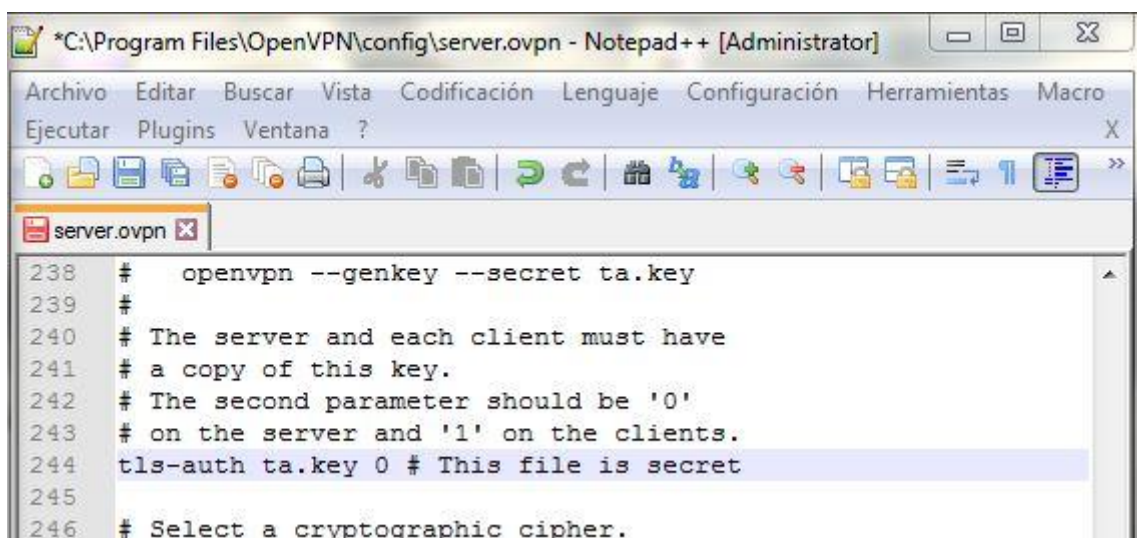 *C:\Program Files\OpenVPN\config\server.ovpn - Notepad++ [Administrator]
Archivo Editar Buscar Vista Codificación Lenguaje Configuración Herramientas Macro
Ejecutar Plugins Ventana ? X
server.ovpn
238 #   openvpn --genkey --secret ta.key
239 #
240 # The server and each client must have
241 # a copy of this key.
242 # The second parameter should be '0'
243 # on the server and '1' on the clients.
244 tls-auth ta.key 0 # This file is secret
245
246 # Select a cryptographic cipher.